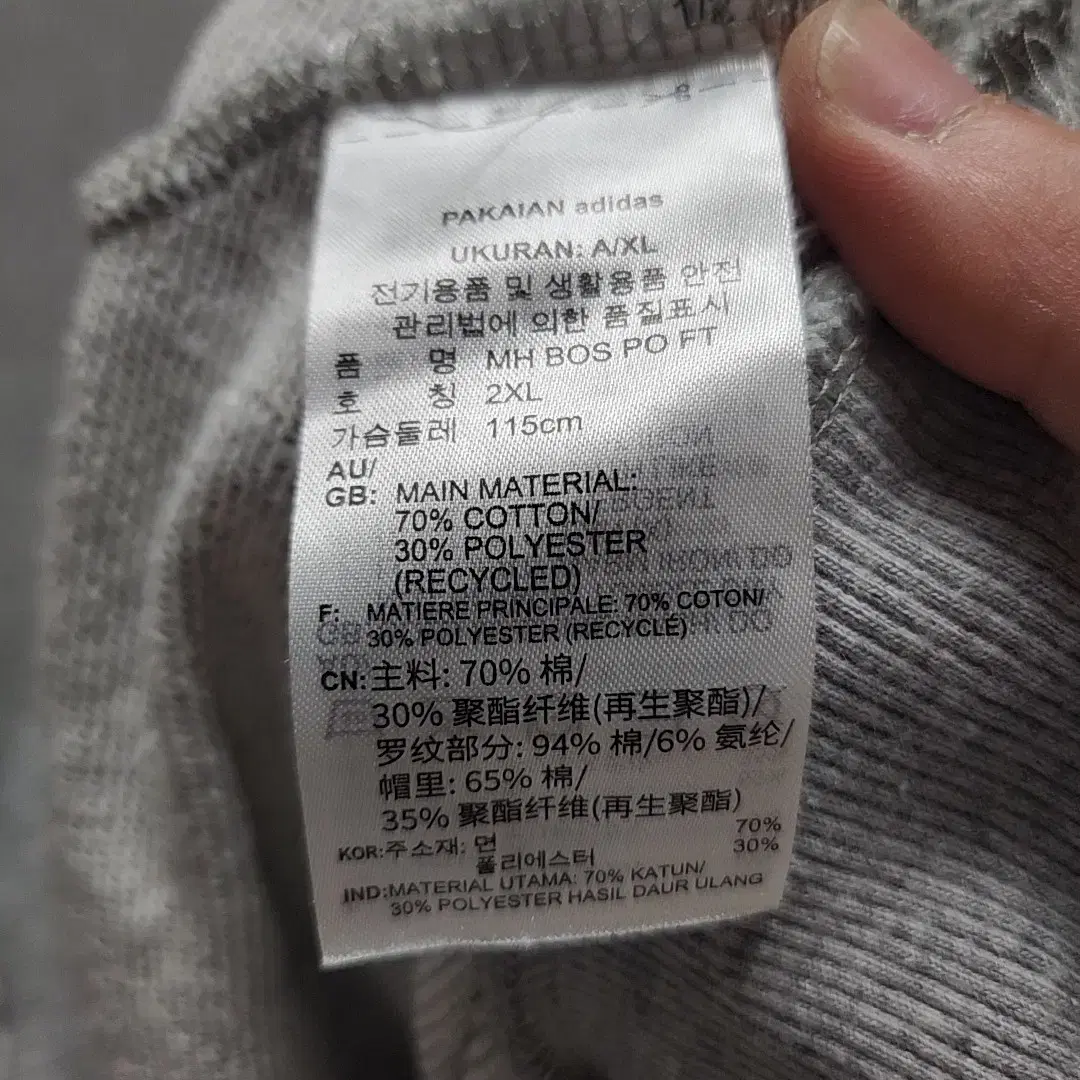 PAKAIAN adidas
UKURAN: A/XL
전기용품 및 생활용품 안전
관리법에 의한 품질표시
품 명 MH BOS PO FT
호 칭 2XL
가슴둘레 115cm
AU/
GB: MAIN MATERIAL:
70% COTTON/
30% POLYESTER
(RECYCLED)
F: MATIERE PRINCIPALE: 70% COTON/
30% POLYESTER (RECYCLÉ)
CN: 主料: 70% 棉/
30% 聚酯纤维(再生聚酯)/
罗纹部分: 94% 棉/6% 氨纶/
帽里: 65% 棉/
35% 聚酯纤维(再生聚酯)
KOR:주소재: 면 70%
폴리에스터 30%
IND:MATERIAL UTAMA: 70% KATUN/
30% POLYESTER HASIL DAUR ULANG